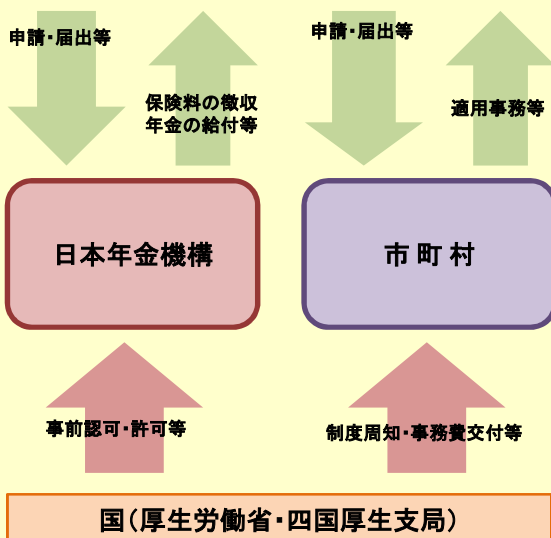 申請・届出等
申請・届出等
保険料の徴収
年金の給付等
適用事務等
日本年金機構
市町村
事前認可・許可等
制度周知・事務費交付等
国(厚生労働省・四国厚生支局)